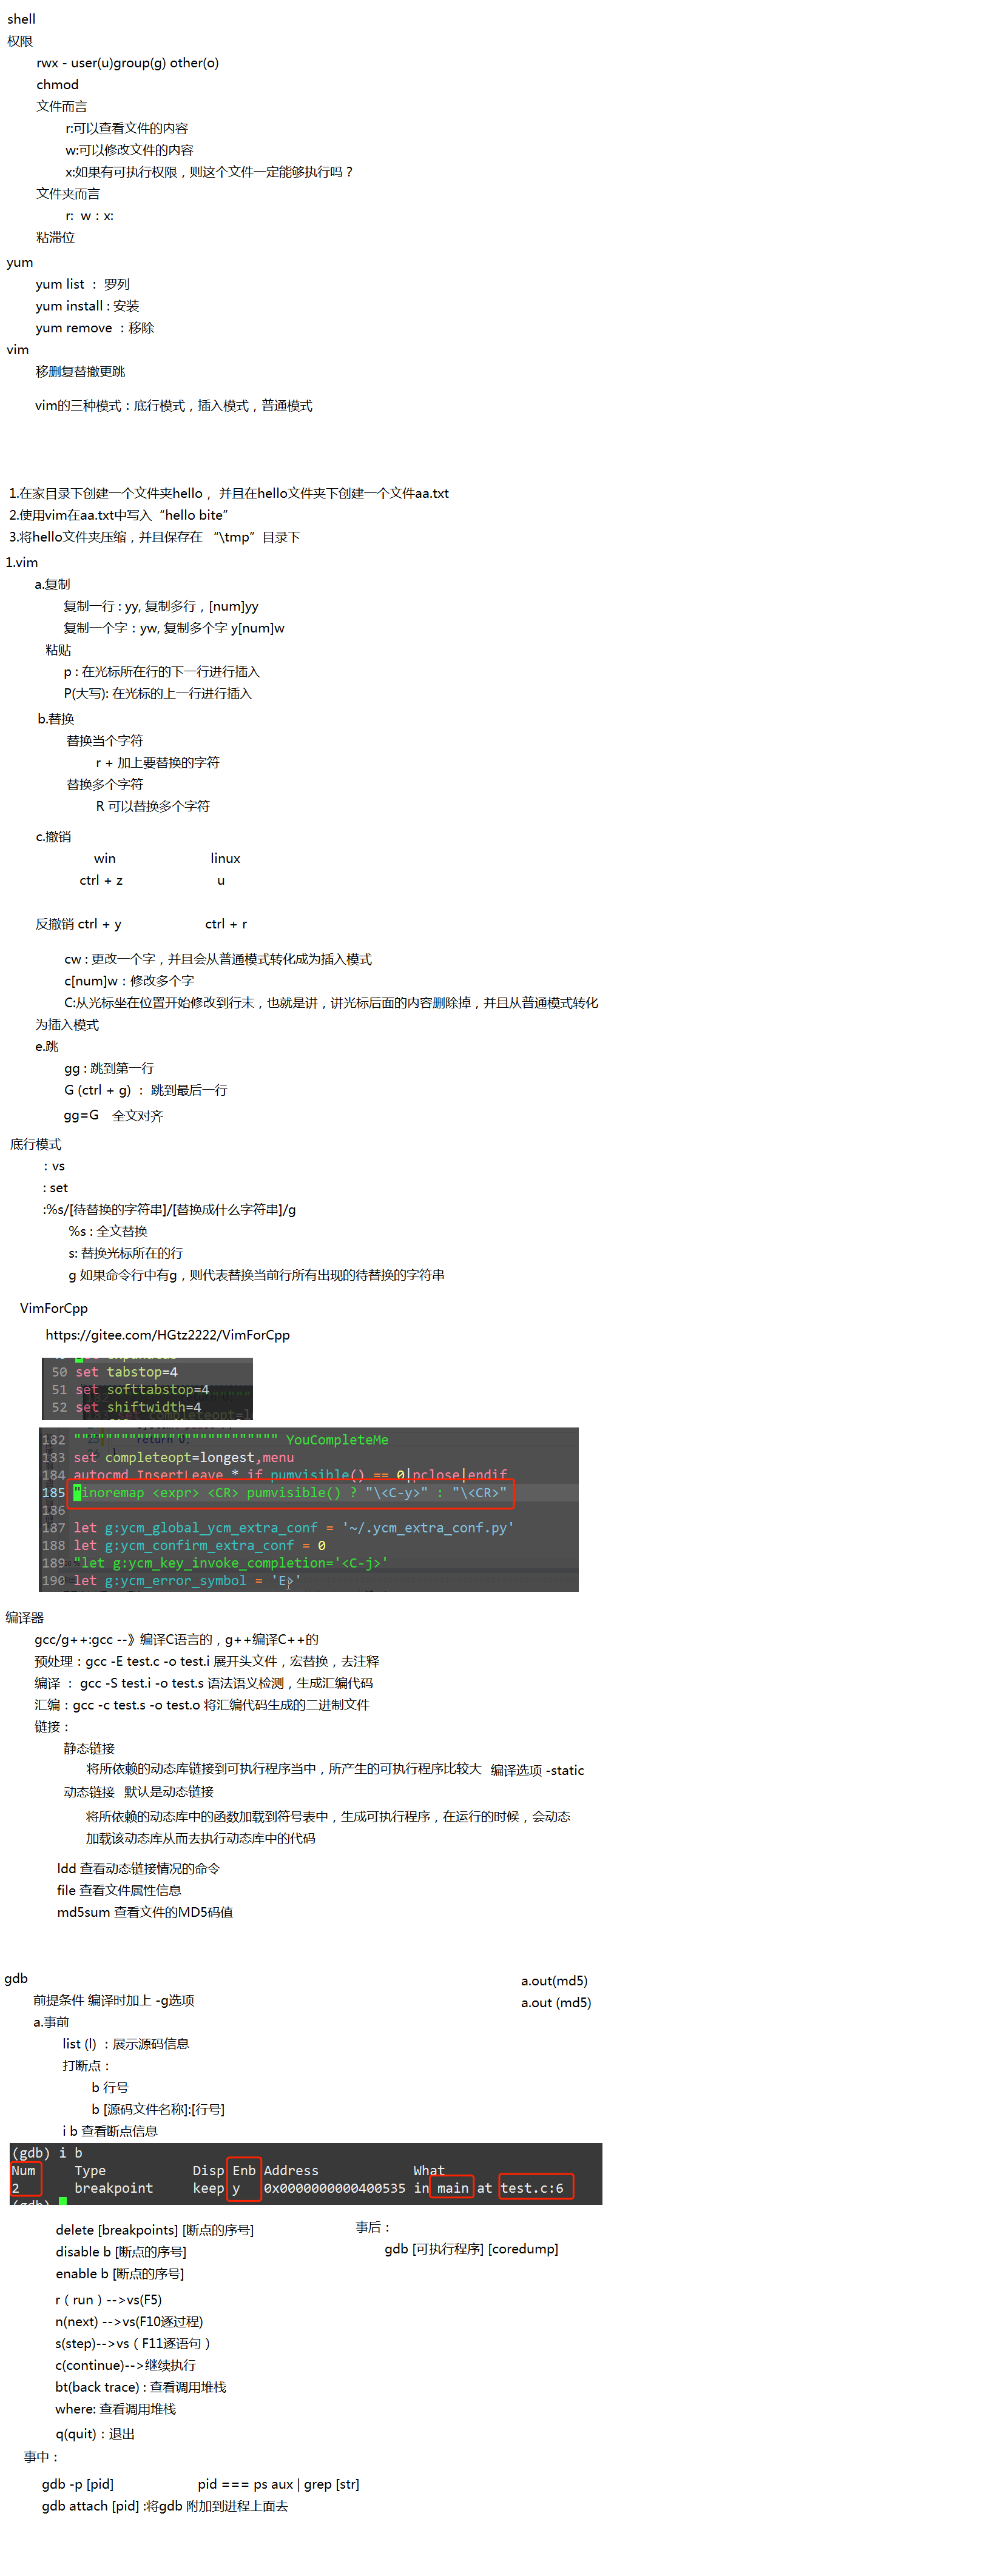 shell
权限
rwx - user(u)group(g) other(o)
chmod
文件而言
r:可以查看文件的内容
w:可以修改文件的内容
x:如果有可执行权限，则这个文件一定能够执行吗？
文件夹而言
r: w：x:
粘滞位
yum
yum list ： 罗列
yum install : 安装
yum remove ：移除
vim
移删复替撤更跳
vim的三种模式：底行模式，插入模式，普通模式
1.在家目录下创建一个文件夹hello， 并且在hello文件夹下创建一个文件aa.txt
2.使用vim在aa.txt中写入“hello bite”
3.将hello文件夹压缩，并且保存在 “\tmp”目录下
1.vim
a.复制
复制一行 : yy, 复制多行，[num]yy
复制一个字：yw, 复制多个字 y[num]w
粘贴
p : 在光标所在行的下一行进行插入
P(大写): 在光标的上一行进行插入
b.替换
替换当个字符
r + 加上要替换的字符
替换多个字符
R 可以替换多个字符
c.撤销
win linux
ctrl + z u
反撤销 ctrl + y ctrl + r
cw : 更改一个字，并且会从普通模式转化成为插入模式
c[num]w：修改多个字
C:从光标坐在位置开始修改到行末，也就是讲，讲光标后面的内容删除掉，并且从普通模式转化
为插入模式
e.跳
gg : 跳到第一行
G (ctrl + g) ： 跳到最后一行
gg=G 全文对齐
底行模式
: vs
: set
:%s/[待替换的字符串]/[替换成什么字符串]/g
%s : 全文替换
s: 替换光标所在的行
g 如果命令行中有g，则代表替换当前行所有出现的待替换的字符串
VimForCpp
https://gitee.com/HGtz2222/VimForCpp
50 set tabstop=4
51 set softtabstop=4
52 set shiftwidth=4
182 """"""""""""""""""""""""" YouCompleteMe
183 set completeopt=longest,menu
184 autocmd InsertLeave * if pumvisible() == 0|pclose|endif
185 "inoremap <expr> <CR> pumvisible() ? "\<C-y>" : "\<CR>"
186
187 let g:ycm_global_ycm_extra_conf = '~/.ycm_extra_conf.py'
188 let g:ycm_confirm_extra_conf = 0
189 "let g:ycm_key_invoke_completion='<C-j>'
190 let g:ycm_error_symbol = 'E>'
编译器
gcc/g++:gcc --》编译C语言的，g++编译C++的
预处理：gcc -E test.c -o test.i 展开头文件，宏替换，去注释
编译 ： gcc -S test.i -o test.s 语法语义检测，生成汇编代码
汇编：gcc -c test.s -o test.o 将汇编代码生成的二进制文件
链接：
静态链接
将所依赖的动态库链接到可执行程序当中，所产生的可执行程序比较大 编译选项 -static
动态链接 默认是动态链接
将所依赖的动态库中的函数加载到符号表中，生成可执行程序，在运行的时候，会动态
加载该动态库从而去执行动态库中的代码
ldd 查看动态链接情况的命令
file 查看文件属性信息
md5sum 查看文件的MD5码值
gdb
a.out(md5)
前提条件 编译时加上 -g选项
a.out (md5)
a.事前
list (l) ：展示源码信息
打断点：
b 行号
b [源码文件名称]:[行号]
i b 查看断点信息
(gdb) i b
Num Type Disp Enb Address What
2 breakpoint keep y 0x0000000000400535 in main at test.c:6
(gdb)
delete [breakpoints] [断点的序号]
disable b [断点的序号]
enable b [断点的序号]
事后：
gdb [可执行程序] [coredump]
r（run）-->vs(F5)
n(next) -->vs(F10逐过程)
s(step)-->vs（F11逐语句）
c(continue)-->继续执行
bt(back trace) : 查看调用堆栈
where: 查看调用堆栈
q(quit)：退出
事中：
gdb -p [pid] pid === ps aux | grep [str]
gdb attach [pid] :将gdb 附加到进程上面去